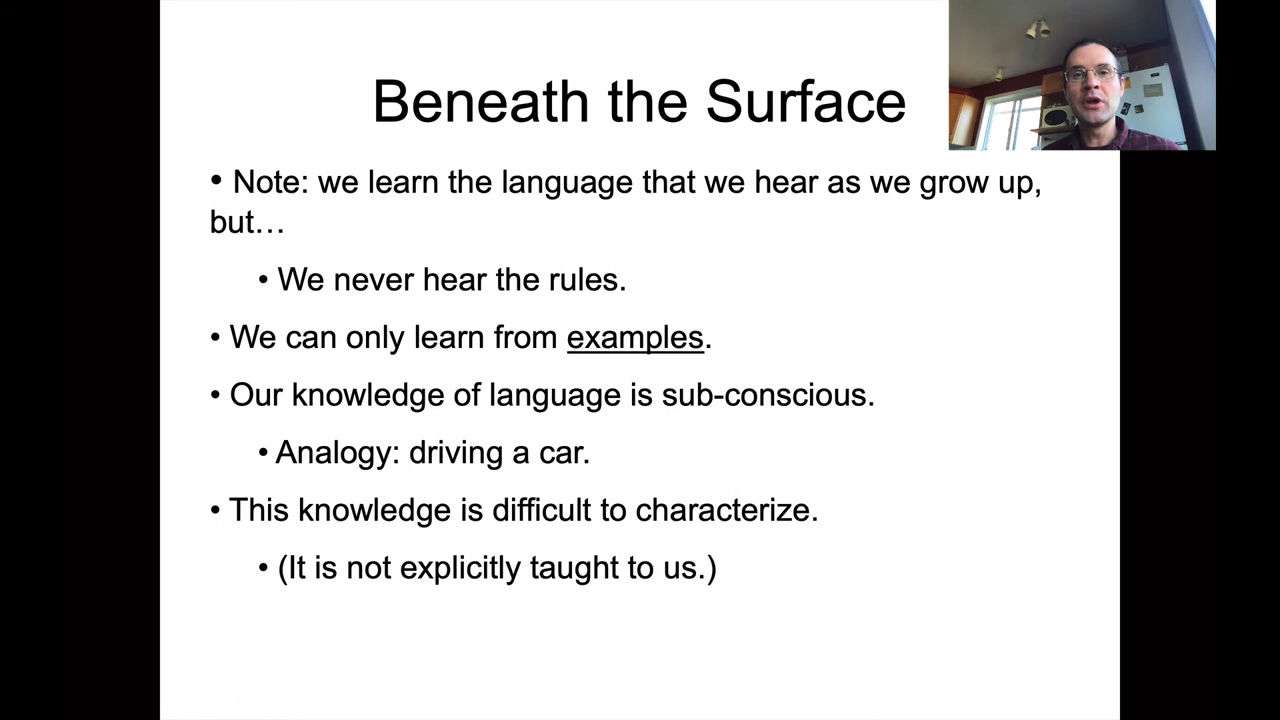 Beneath the Surface
• Note: we learn the language that we hear as we grow up,
but…
• We never hear the rules.
• We can only learn from examples.
• Our knowledge of language is sub-conscious.
• Analogy: driving a car.
• This knowledge is difficult to characterize.
• (It is not explicitly taught to us.)